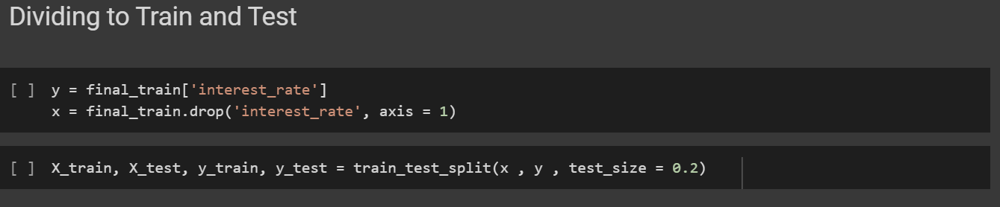 Dividing to Train and Test
[ ] y = final_train['interest_rate']
x = final_train.drop('interest_rate', axis = 1)
[ ] X_train, X_test, y_train, y_test = train_test_split(x , y , test_size = 0.2)